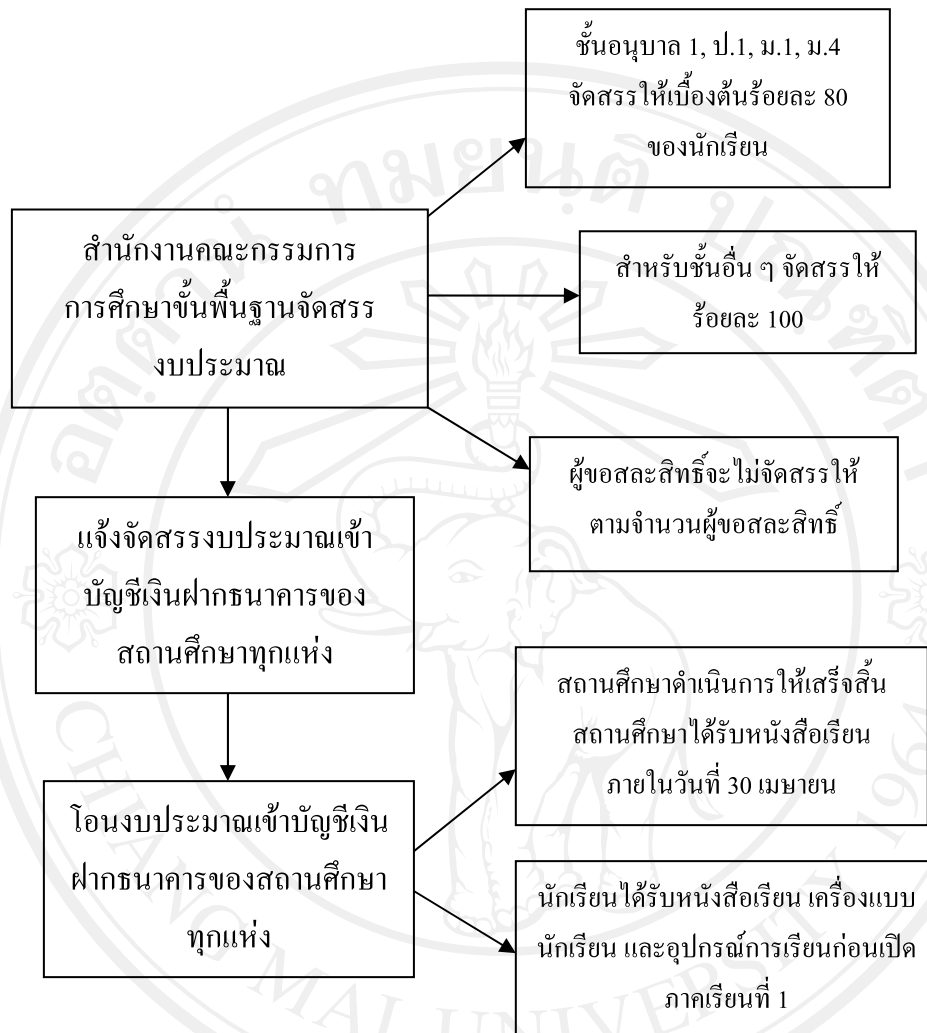 ชั้นอนุบาล 1, ป.1, ม.1, ม.4
จัดสรรให้เบื้องต้นร้อยละ 80
ของนักเรียน
สำนักงานคณะกรรมการ
การศึกษาขั้นพื้นฐานจัดสรร
งบประมาณ
สำหรับชั้นอื่น ๆ จัดสรรให้
ร้อยละ 100
ผู้ขอสละสิทธิ์จะไม่จัดสรรให้
ตามจำนวนผู้ขอสละสิทธิ์
แจ้งจัดสรรงบประมาณเข้า
บัญชีเงินฝากธนาคารของ
สถานศึกษาทุกแห่ง
สถานศึกษาดำเนินการให้เสร็จสิ้น
สถานศึกษาได้รับหนังสือเรียน
ภายในวันที่ 30 เมษายน
โอนงบประมาณเข้าบัญชีเงิน
ฝากธนาคารของสถานศึกษา
ทุกแห่ง
นักเรียนได้รับหนังสือเรียน เครื่องแบบ
นักเรียน และอุปกรณ์การเรียนก่อนเปิด
ภาคเรียนที่ 1
CHIANG MAI UNIVERSITY 1964